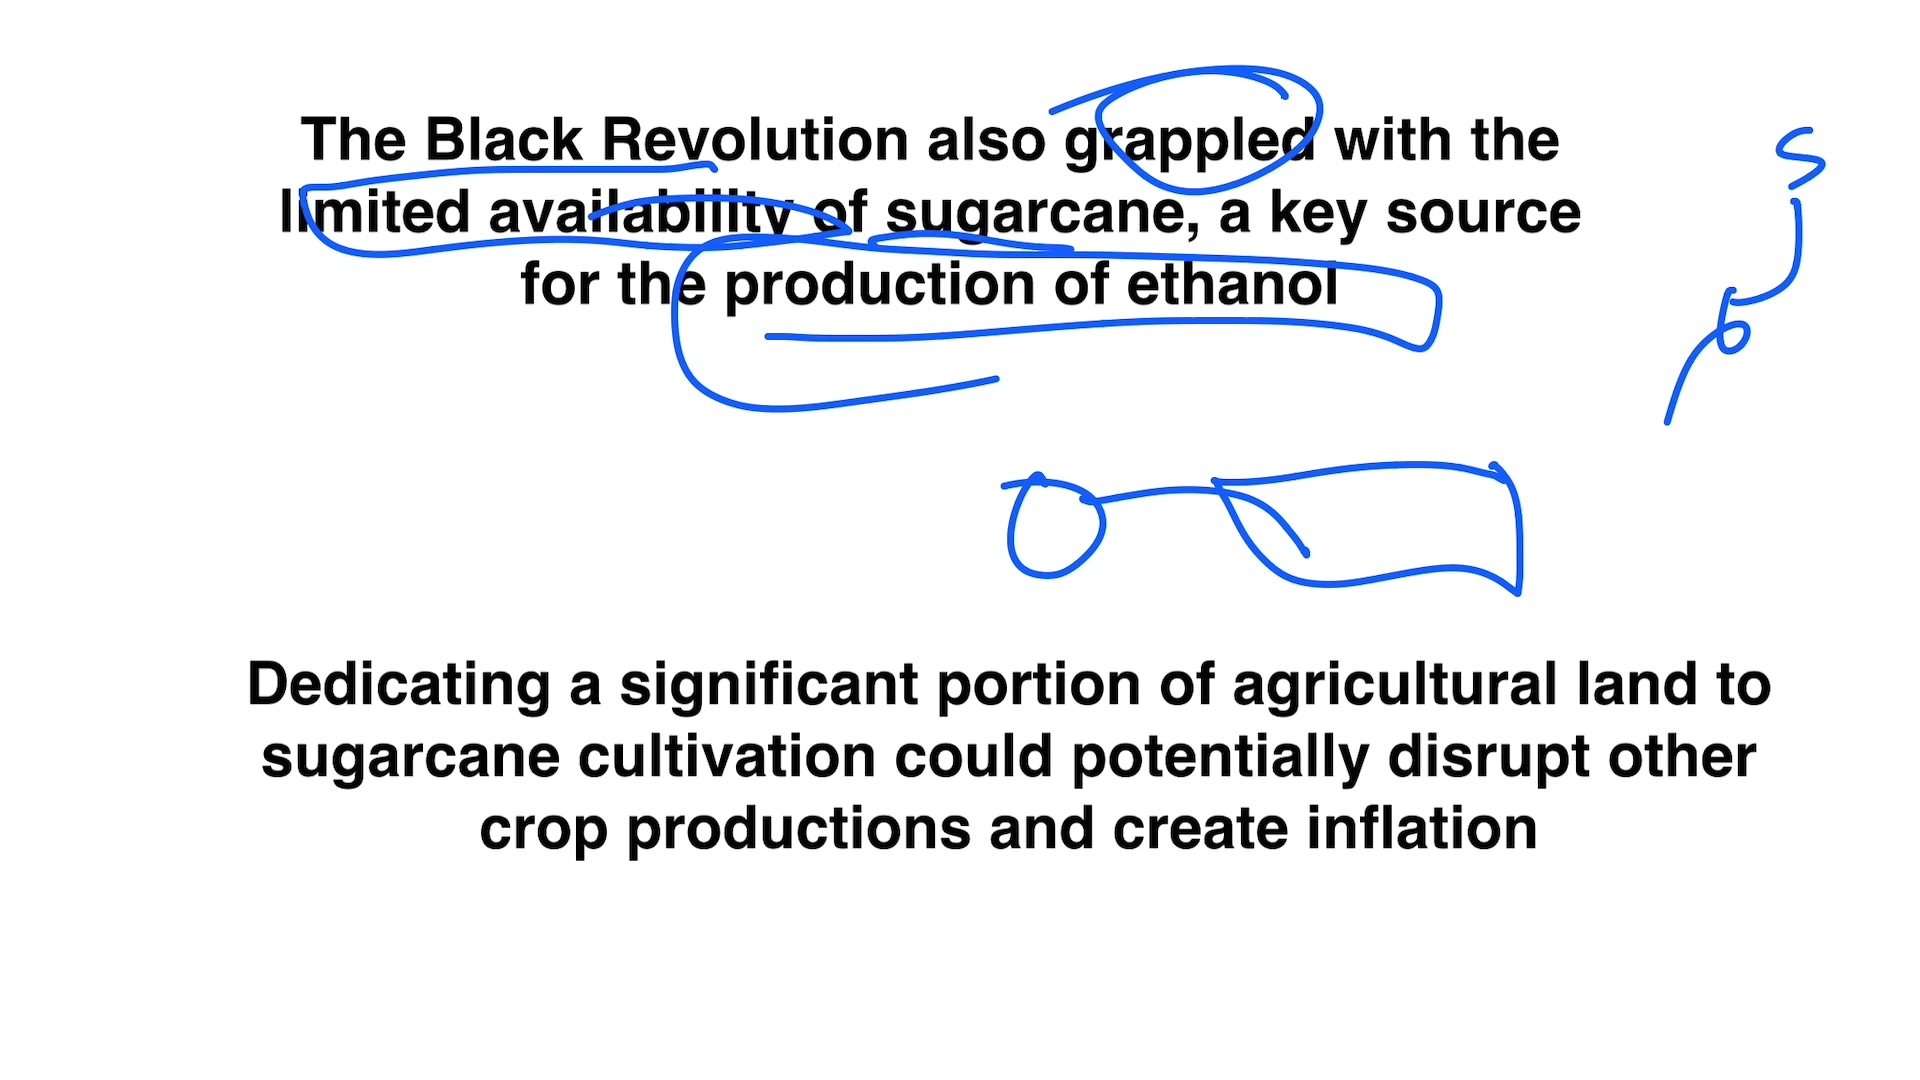 The Black Revolution also grappled with the
limited availability of sugarcane, a key source
for the production of ethanol
Dedicating a significant portion of agricultural land to
sugarcane cultivation could potentially disrupt other
crop productions and create inflation